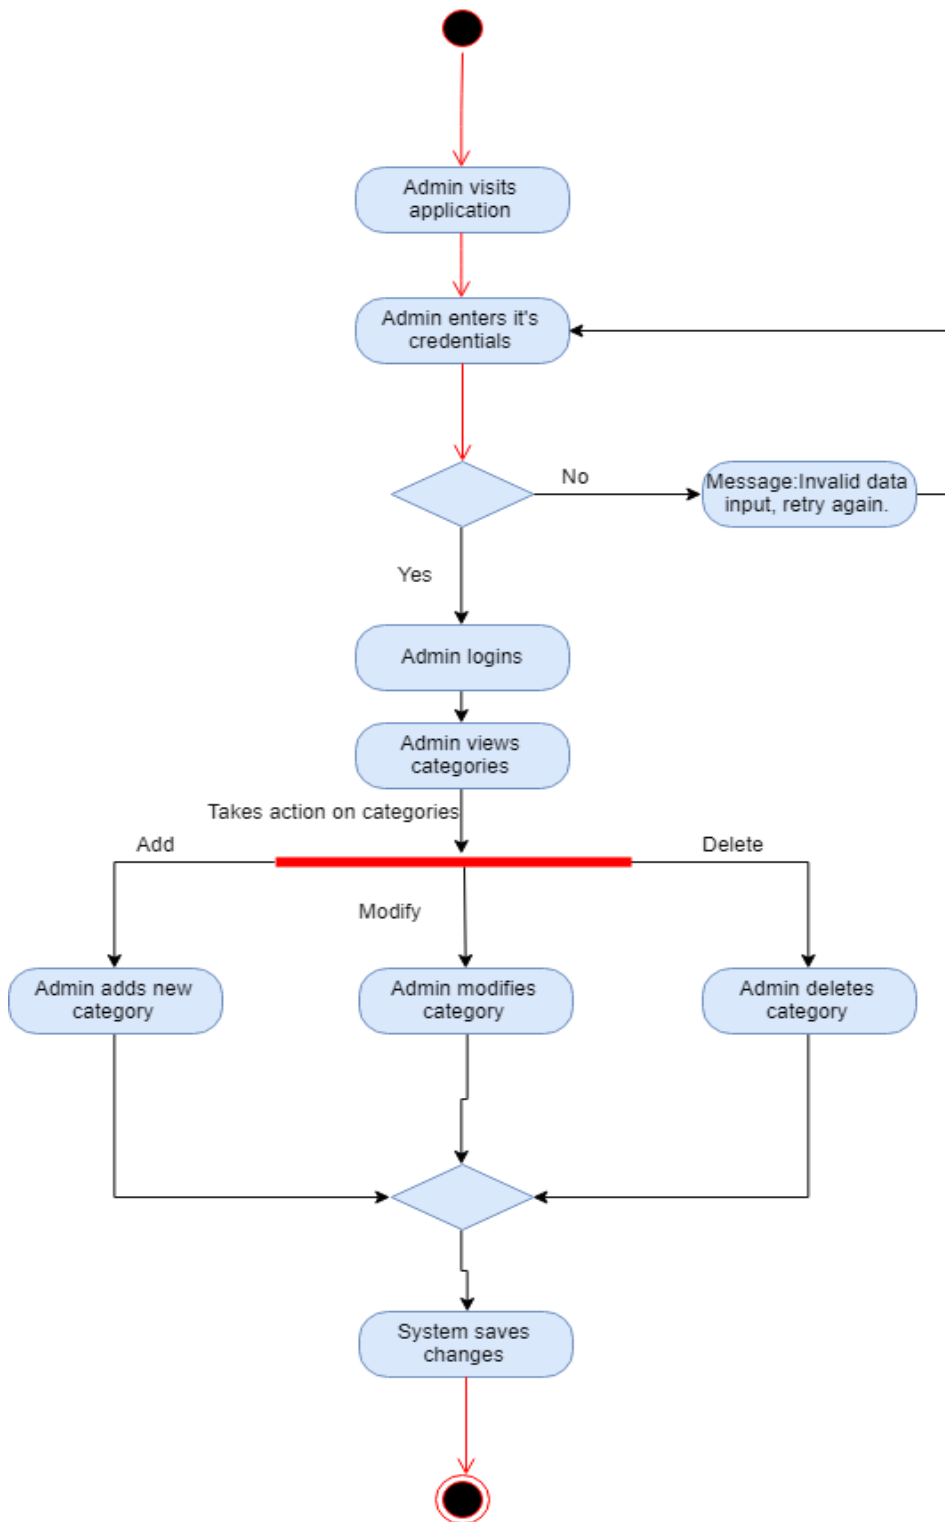 Admin visits
application
Admin enters it's
credentials
No
Message:Invalid data
input, retry again.
Yes
Admin logins
Admin views
categories
Takes action on categories
Add
Delete
Modify
Admin adds new
category
Admin modifies
category
Admin deletes
category
System saves
changes